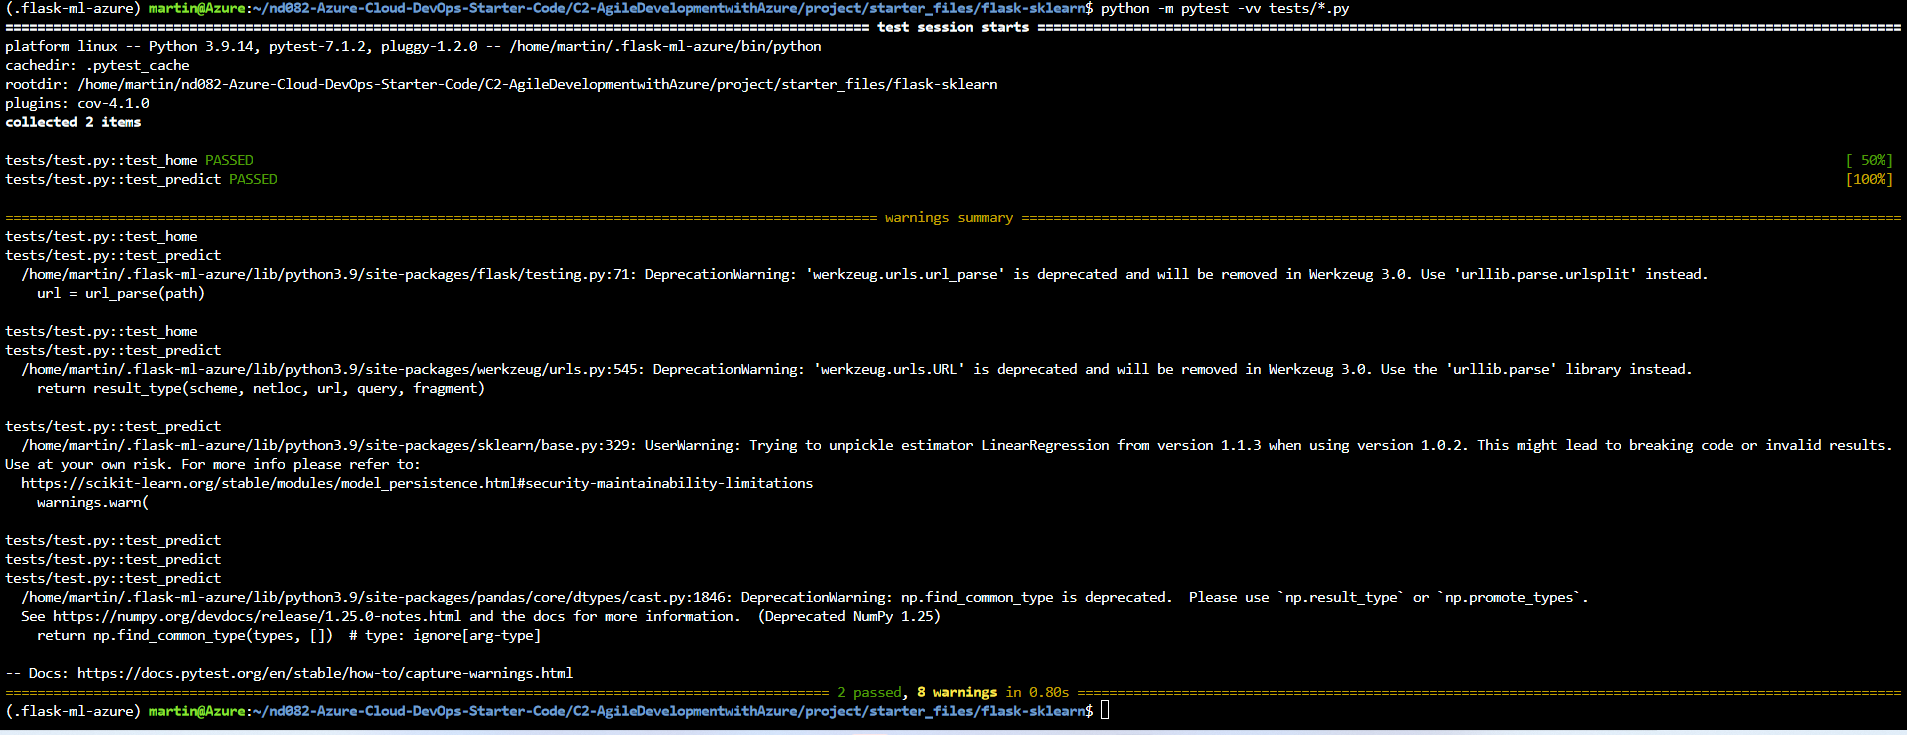 (.flask-ml-azure) martin@Azure:~/nd082-Azure-Cloud-DevOps-Starter-Code/C2-AgileDevelopmentwithAzure/project/starter_files/flask-sklearn$ python -m pytest -vv tests/*.py
============================ test session starts ============================
platform linux -- Python 3.9.14, pytest-7.1.2, pluggy-1.2.0 -- /home/martin/.flask-ml-azure/bin/python
cachedir: .pytest_cache
rootdir: /home/martin/nd082-Azure-Cloud-DevOps-Starter-Code/C2-AgileDevelopmentwithAzure/project/starter_files/flask-sklearn
plugins: cov-4.1.0
collected 2 items
tests/test.py::test_home PASSED [ 50%]
tests/test.py::test_predict PASSED [100%]
============================ warnings summary ============================
tests/test.py::test_home
tests/test.py::test_predict
/home/martin/.flask-ml-azure/lib/python3.9/site-packages/flask/testing.py:71: DeprecationWarning: 'werkzeug.urls.url_parse' is deprecated and will be removed in Werkzeug 3.0. Use 'urllib.parse.urlsplit' instead.
url = url_parse(path)
tests/test.py::test_home
tests/test.py::test_predict
/home/martin/.flask-ml-azure/lib/python3.9/site-packages/werkzeug/urls.py:545: DeprecationWarning: 'werkzeug.urls.URL' is deprecated and will be removed in Werkzeug 3.0. Use the 'urllib.parse' library instead.
return result_type(scheme, netloc, url, query, fragment)
tests/test.py::test_predict
/home/martin/.flask-ml-azure/lib/python3.9/site-packages/sklearn/base.py:329: UserWarning: Trying to unpickle estimator LinearRegression from version 1.1.3 when using version 1.0.2. This might lead to breaking code or invalid results.
Use at your own risk. For more info please refer to:
https://scikit-learn.org/stable/modules/model_persistence.html#security-maintainability-limitations
warnings.warn(
tests/test.py::test_predict
tests/test.py::test_predict
tests/test.py::test_predict
/home/martin/.flask-ml-azure/lib/python3.9/site-packages/pandas/core/dtypes/cast.py:1846: DeprecationWarning: np.find_common_type is deprecated.  Please use `np.result_type` or `np.promote_types`.
See https://numpy.org/devdocs/release/1.25.0-notes.html and the docs for more information.  (Deprecated NumPy 1.25)
return np.find_common_type(types, [])  # type: ignore[arg-type]
-- Docs: https://docs.pytest.org/en/stable/how-to/capture-warnings.html
============================ 2 passed, 8 warnings in 0.80s ============================
(.flask-ml-azure) martin@Azure:~/nd082-Azure-Cloud-DevOps-Starter-Code/C2-AgileDevelopmentwithAzure/project/starter_files/flask-sklearn$